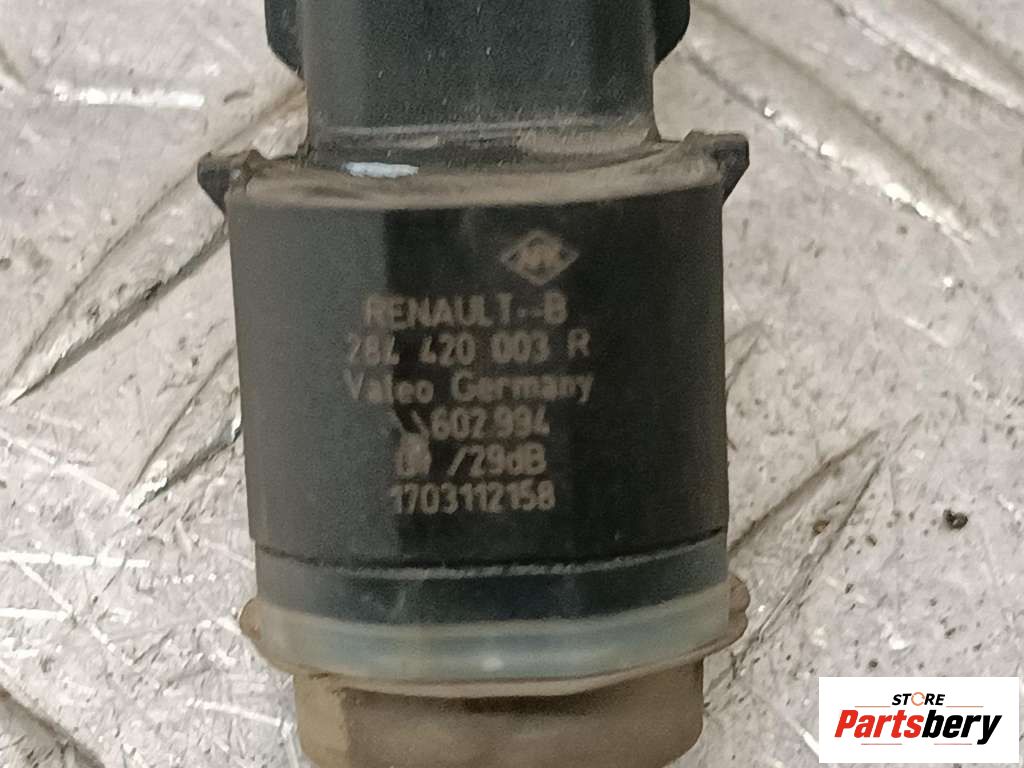 RENAULT--B
284 420 003 R
Valeo Germany
602.994
/29dB
1703112158
STORE
Partsbery